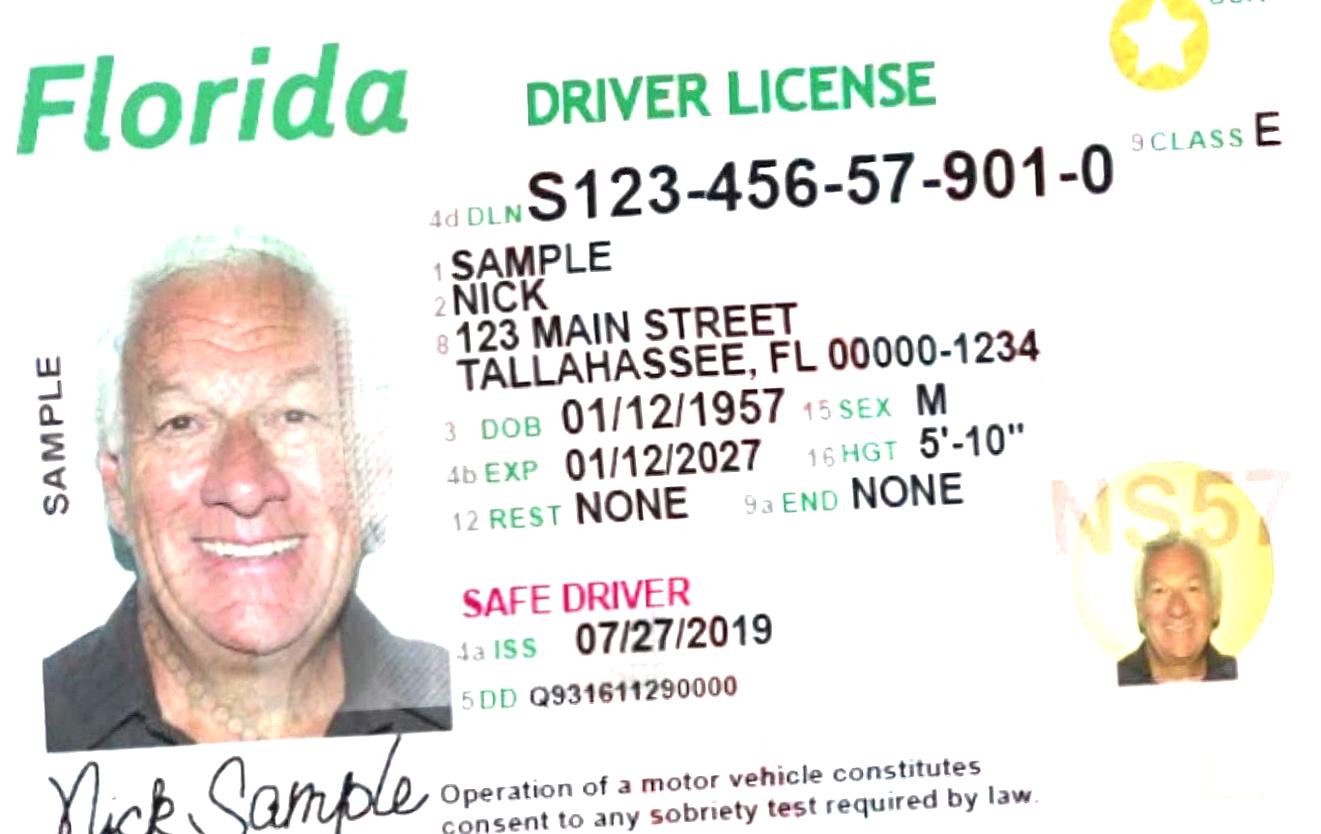 Florida
DRIVER LICENSE
9 CLASS E
4d DLN S123-456-57-901-0
1 SAMPLE
2 NICK
8 123 MAIN STREET
TALLAHASSEE, FL 00000-1234
3 DOB 01/12/1957 15 SEX M
4b EXP 01/12/2027 16 HGT 5'-10"
12 REST NONE 9a END NONE
SAMPLE
NS57
SAFE DRIVER
4a ISS 07/27/2019
5 DD Q931611290000
Nick Sample
Operation of a motor vehicle constitutes
consent to any sobriety test required by law.